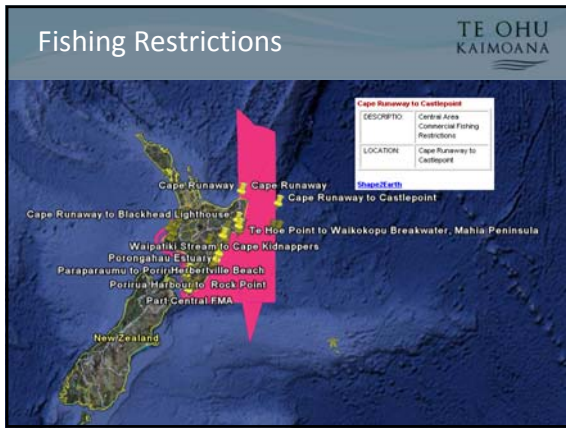 Fishing Restrictions
TE OHU
KAIMOANA
Cape Runaway to Castlepoint
DESCRIPTIO
Central Area
Commercial Fishing
Restrictions
LOCATION
Cape Runaway to
Castlepoint
Shape2Earth
Cape Runaway
Cape Runaway
Cape Runaway to Castlepoint
Cape Runaway to Blackhead Lighthouse
Te Hoe Point to Waikokopu Breakwater, Mahia Peninsula
Waipatiki Stream to Cape Kidnappers
Porongahau Estuary
Paraparaumu to Porir
Herbertville Beach
Porirua Harbour to Rock Point
Part Central FMA
New Zealand